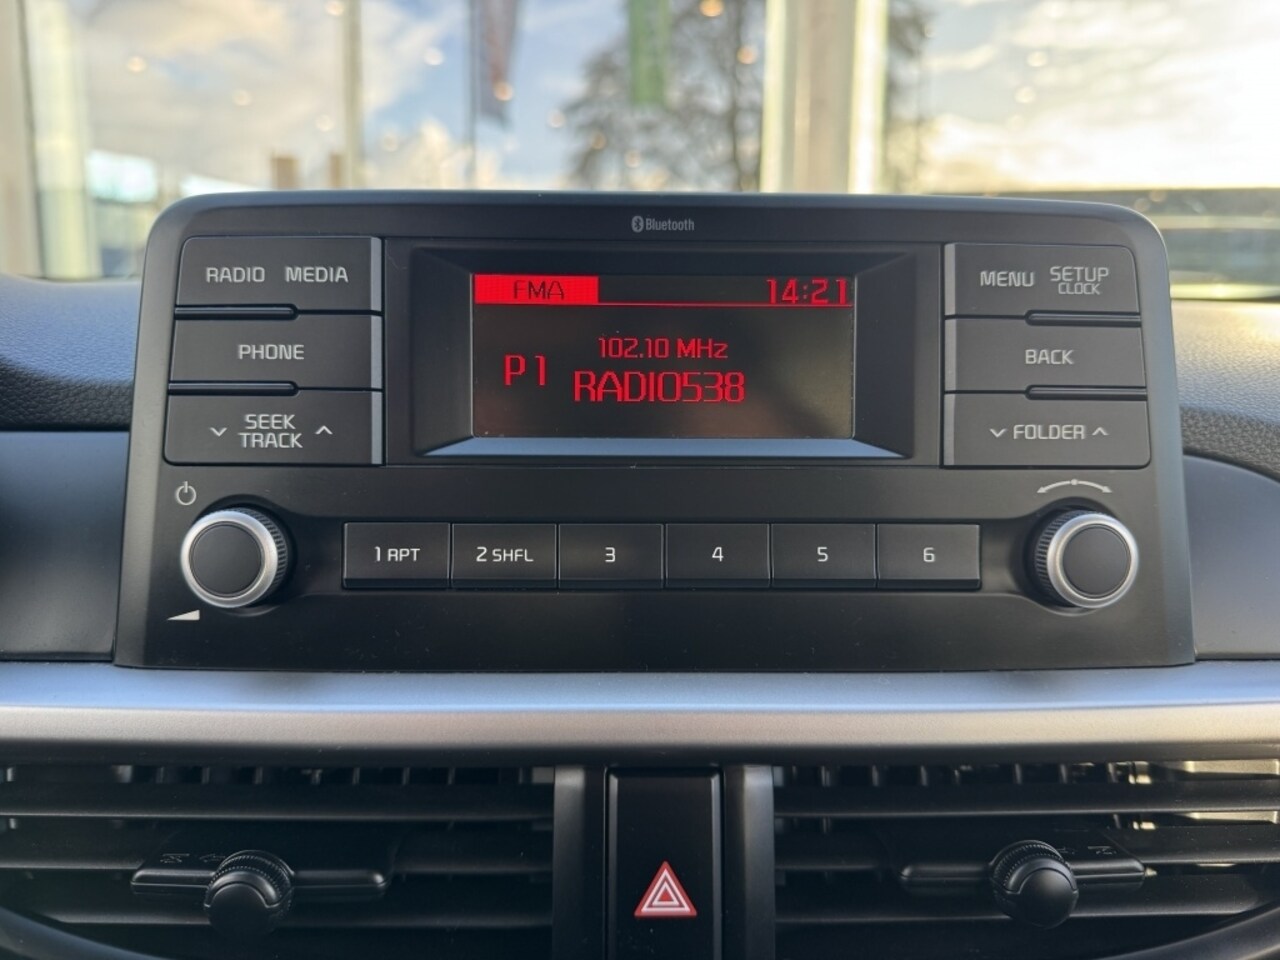 Bluetooth
RADIO MEDIA
PHONE
SEEK
TRACK
FMA 14:21
102.10 MHz
P1 RADIO538
MENU SETUP
CLOCK
BACK
FOLDER
1 APT 2 SHFL 3 4 5 6